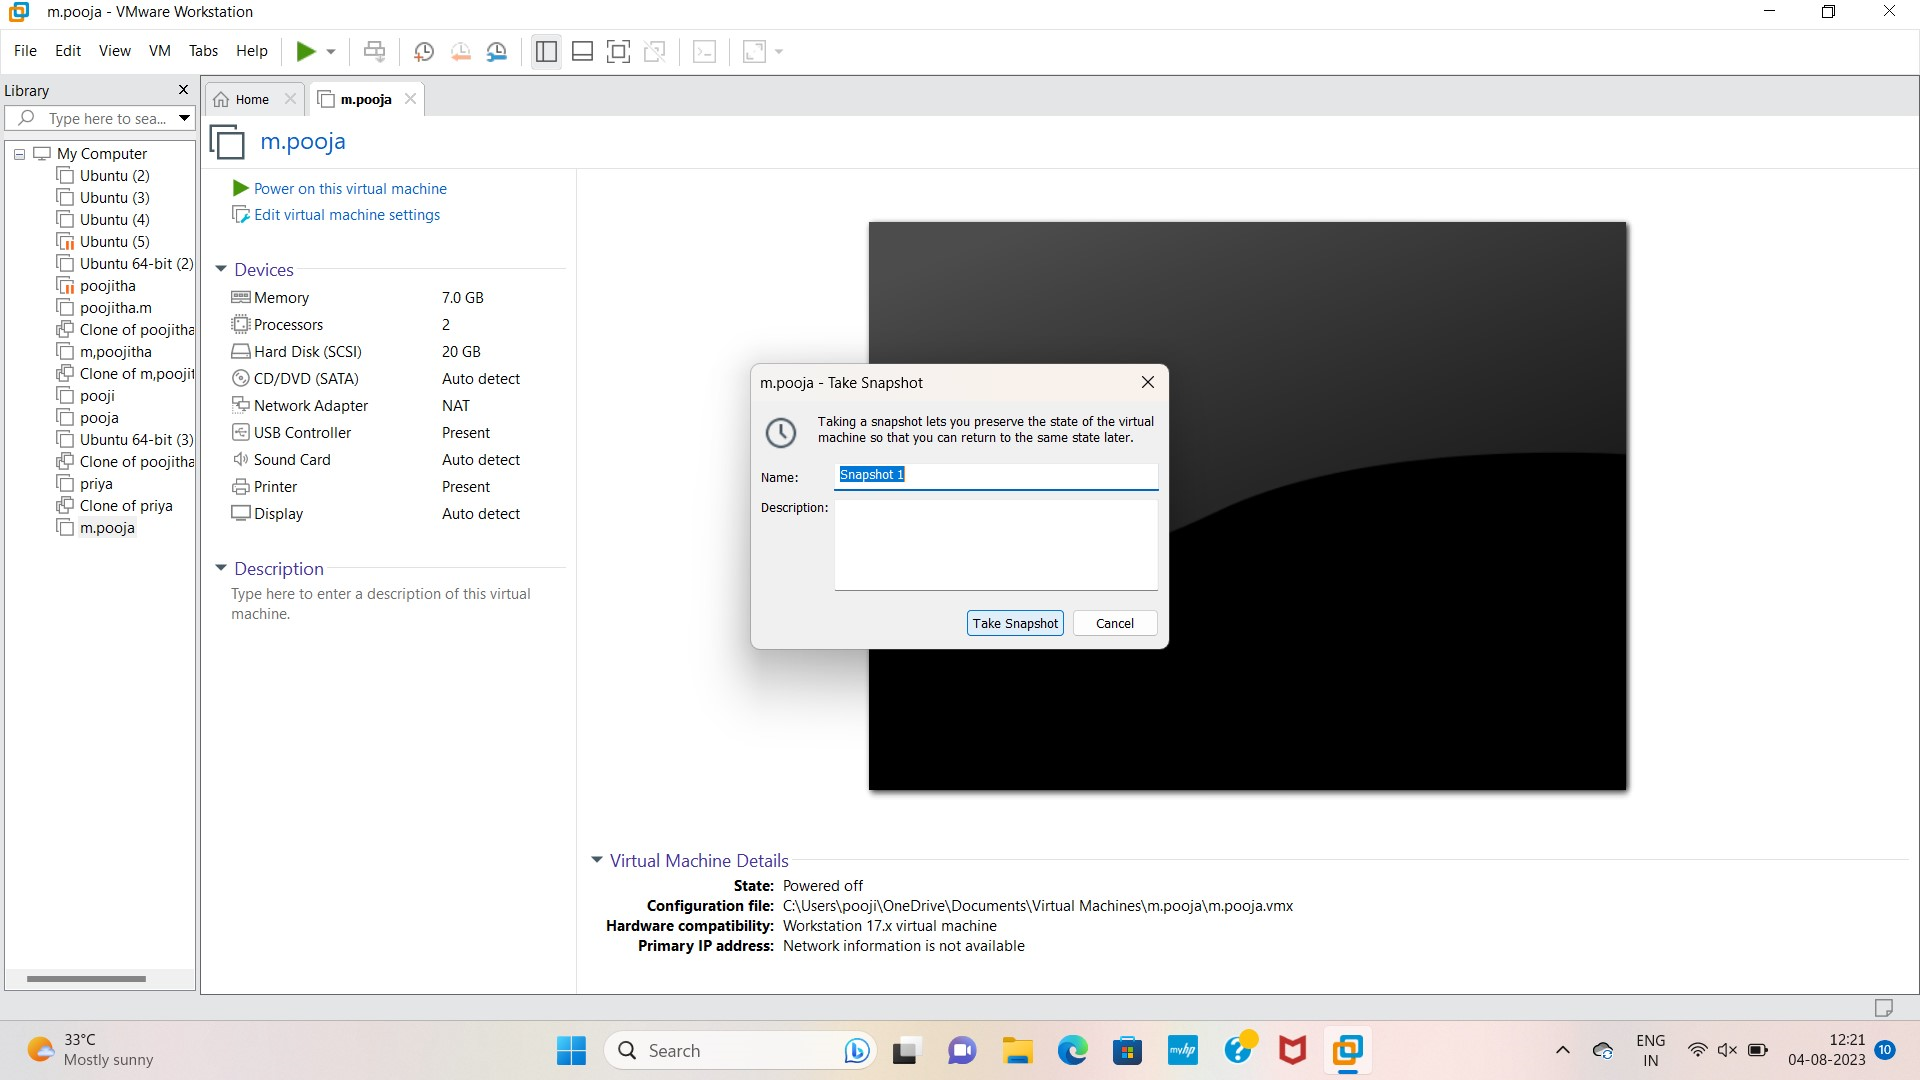 m.pooja - VMware Workstation
File Edit View VM Tabs Help
Library
Type here to sea...
My Computer
Ubuntu (2)
Ubuntu (3)
Ubuntu (4)
Ubuntu (5)
Ubuntu 64-bit (2)
poojitha
poojitha.m
Clone of poojitha
m,poojitha
Clone of m,poojit
pooji
pooja
Ubuntu 64-bit (3)
Clone of poojitha
priya
Clone of priya
m.pooja
Home m.pooja
m.pooja
Power on this virtual machine
Edit virtual machine settings
Devices
Memory 7.0 GB
Processors 2
Hard Disk (SCSI) 20 GB
CD/DVD (SATA) Auto detect
Network Adapter NAT
USB Controller Present
Sound Card Auto detect
Printer Present
Display Auto detect
Description
Type here to enter a description of this virtual
machine.
m.pooja - Take Snapshot
Taking a snapshot lets you preserve the state of the virtual
machine so that you can return to the same state later.
Name: Snapshot 1
Description:
Take Snapshot Cancel
Virtual Machine Details
State: Powered off
Configuration file: C:\Users\pooji\OneDrive\Documents\Virtual Machines\m.pooja\m.pooja.vmx
Hardware compatibility: Workstation 17.x virtual machine
Primary IP address: Network information is not available
33°C
Mostly sunny
Search
myhp
ENG
IN
12:21
04-08-2023
10